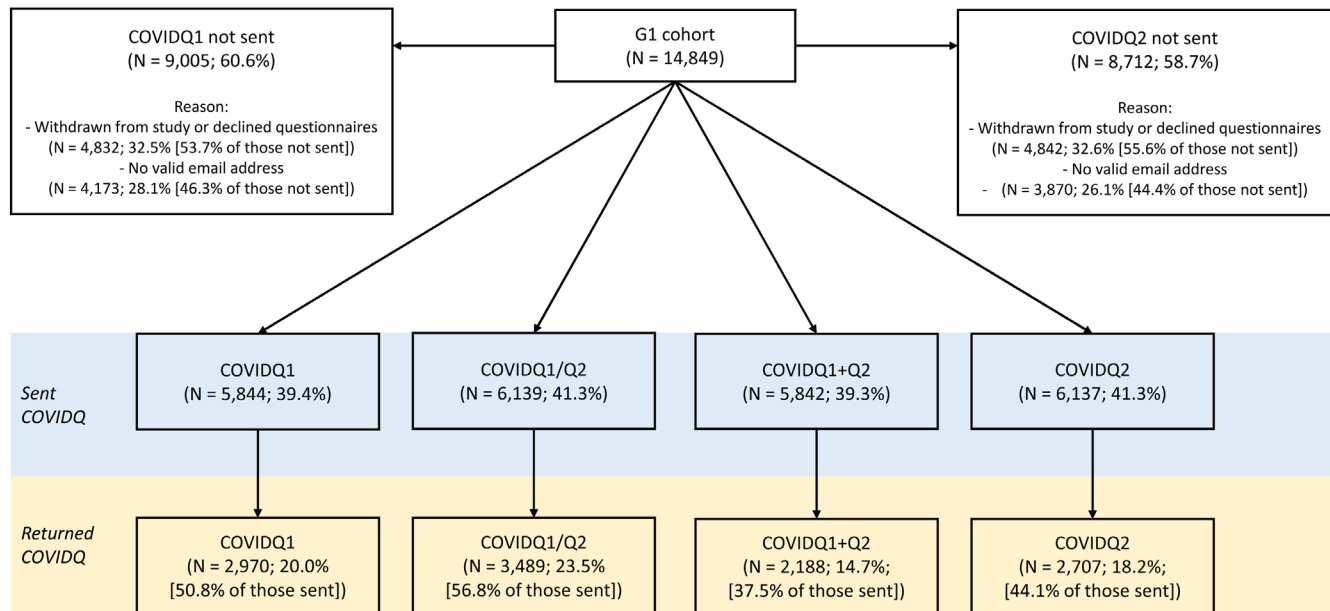 COVIDQ1 not sent
(N = 9,005; 60.6%)
Reason:
- Withdrawn from study or declined questionnaires
(N = 4,832; 32.5% [53.7% of those not sent])
- No valid email address
(N = 4,173; 28.1% [46.3% of those not sent])
G1 cohort
(N = 14,849)
COVIDQ2 not sent
(N = 8,712; 58.7%)
Reason:
- Withdrawn from study or declined questionnaires
(N = 4,842; 32.6% [55.6% of those not sent])
- No valid email address
- (N = 3,870; 26.1% [44.4% of those not sent])
Sent
COVIDQ
COVIDQ1
(N = 5,844; 39.4%)
COVIDQ1/Q2
(N = 6,139; 41.3%)
COVIDQ1+Q2
(N = 5,842; 39.3%)
COVIDQ2
(N = 6,137; 41.3%)
Returned
COVIDQ
COVIDQ1
(N = 2,970; 20.0%
[50.8% of those sent])
COVIDQ1/Q2
(N = 3,489; 23.5%
[56.8% of those sent])
COVIDQ1+Q2
(N = 2,188; 14.7%;
[37.5% of those sent])
COVIDQ2
(N = 2,707; 18.2%;
[44.1% of those sent])